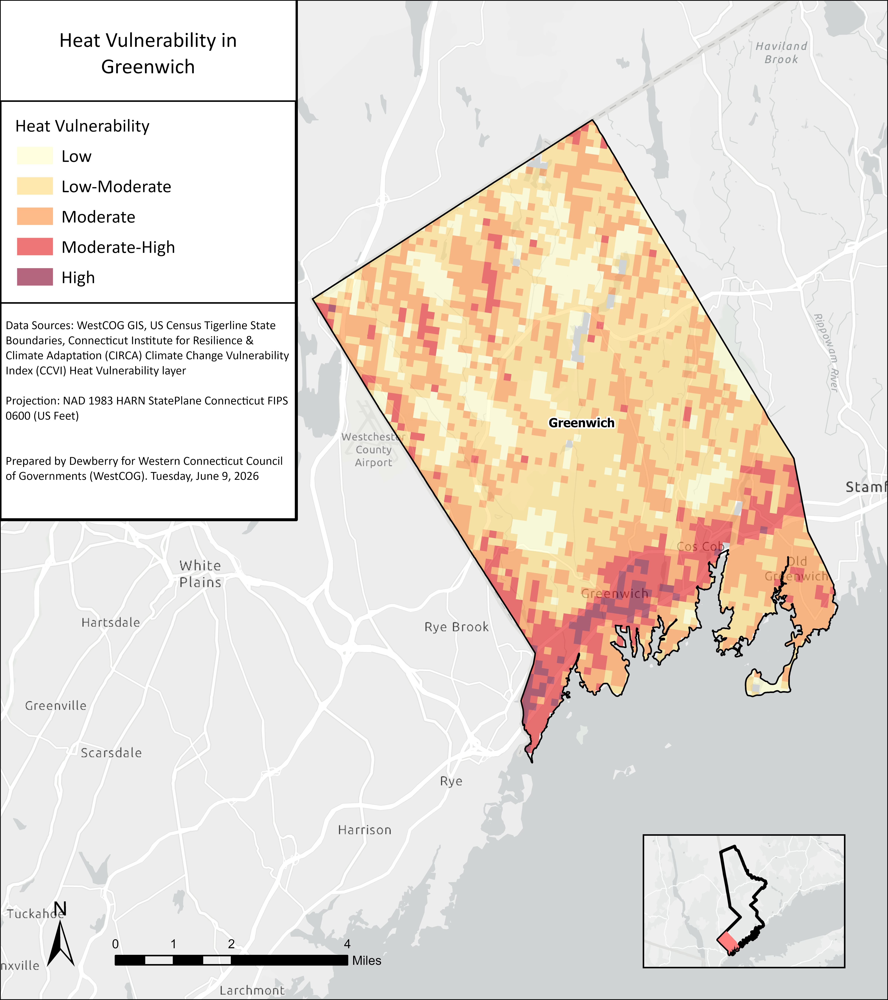 Heat Vulnerability in
Greenwich
Heat Vulnerability
Low
Low-Moderate
Moderate
Moderate-High
High
Data Sources: WestCOG GIS, US Census Tigerline State
Boundaries, Connecticut Institute for Resilience &
Climate Adaptation (CIRCA) Climate Change Vulnerability
Index (CCVI) Heat Vulnerability layer
Projection: NAD 1983 HARN StatePlane Connecticut FIPS
0600 (US Feet)
Prepared by Dewberry for Western Connecticut Council
of Governments (WestCOG). Tuesday, June 9, 2026
Haviland
Brook
Rippowam River
Greenwich
Westchester
County
Airport
Stamf
Cos Cob
Old
Greenwich
Greenwich
White
Plains
Hartsdale
Rye Brook
Greenville
Scarsdale
Rye
Harrison
Tuckahoe
N
nxville
Larchmont
0 1 2 4
Miles